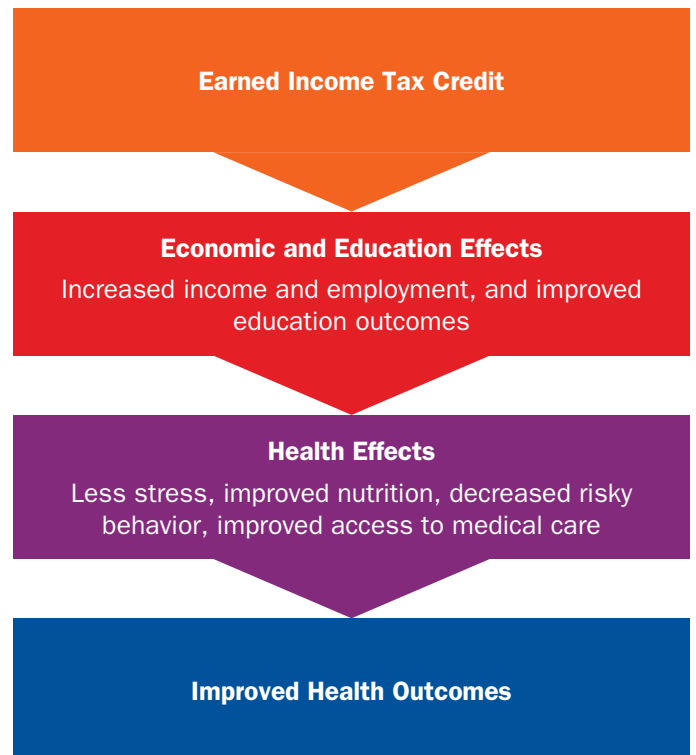 Earned Income Tax Credit
Economic and Education Effects
Increased income and employment, and improved
education outcomes
Health Effects
Less stress, improved nutrition, decreased risky
behavior, improved access to medical care
Improved Health Outcomes